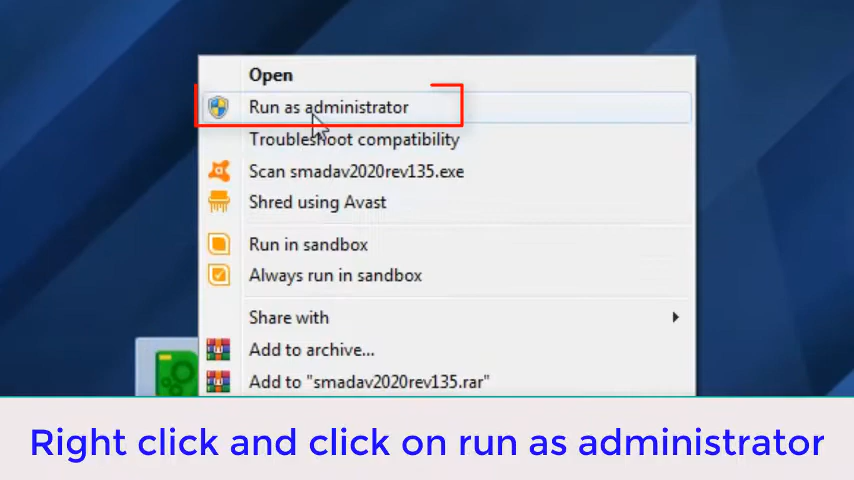 Open
Run as administrator
Troubleshoot compatibility
Scan smadav2020rev135.exe
Shred using Avast
Run in sandbox
Always run in sandbox
Share with
Add to archive...
Add to "smadav2020rev135.rar"
Right click and click on run as administrator